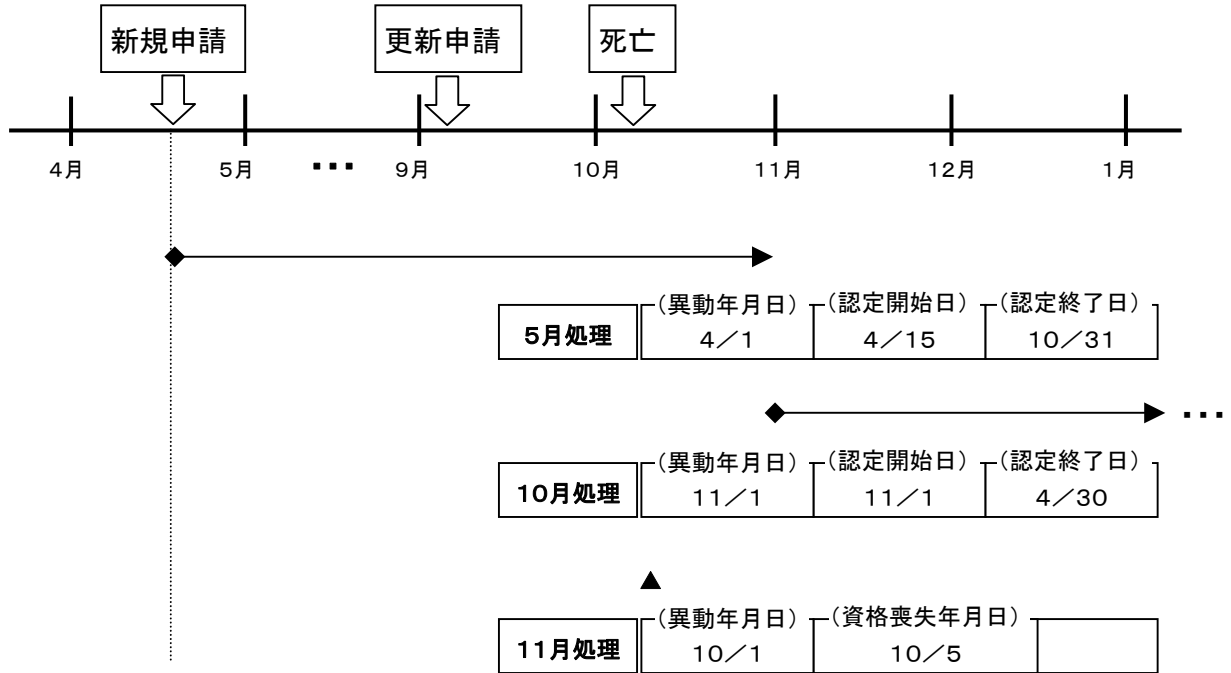 新規申請 更新申請 死亡
4月 5月 ・・・ 9月 10月 11月 12月 1月
(異動年月日) (認定開始日) (認定終了日)
5月処理 4/1 4/15 10/31
・・・
(異動年月日) (認定開始日) (認定終了日)
10月処理 11/1 11/1 4/30
(異動年月日) (資格喪失年月日)
11月処理 10/1 10/5